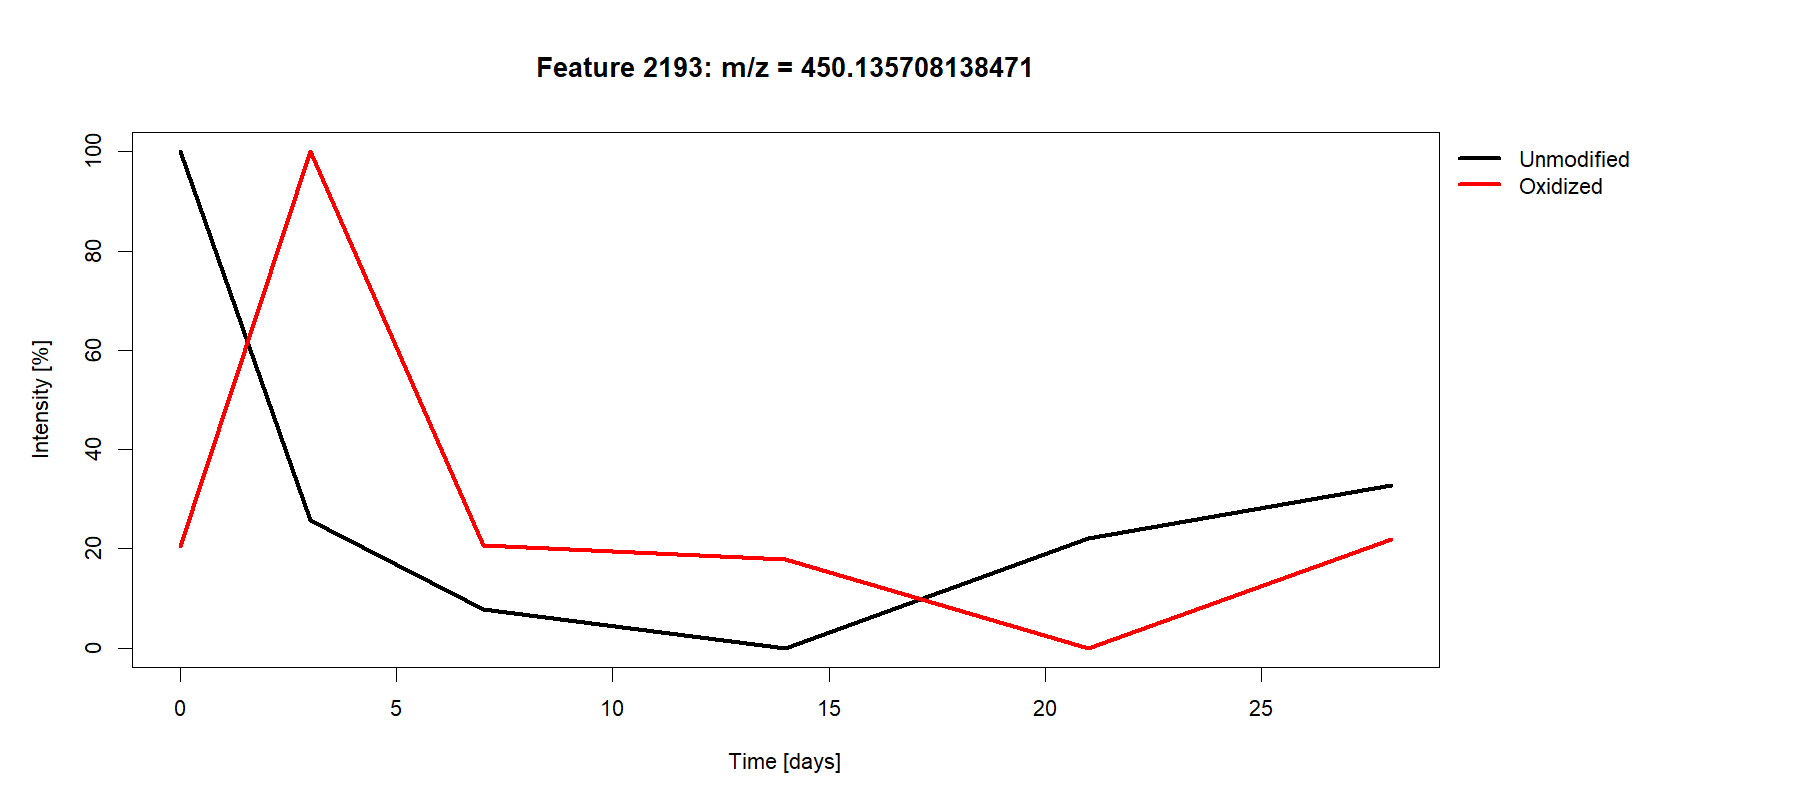 Feature 2193: m/z = 450.135708138471
Unmodified
Oxidized
Intensity [%]
100
80
60
40
20
0
0 5 10 15 20 25
Time [days]